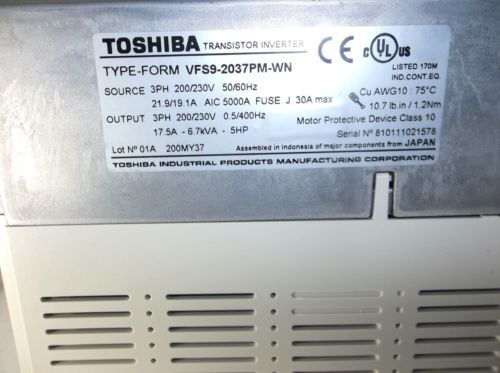 TOSHIBA TRANSISTOR INVERTER CE c UL US
TYPE-FORM VFS9-2037PM-WN LISTED 170M
IND.CONT.EQ.
SOURCE 3PH 200/230V 50/60Hz Cu AWG10 : 75°C
21.9/19.1A AIC 5000A FUSE J 30A max 10.7 lb.in / 1.2Nm
OUTPUT 3PH 200/230V 0.5/400Hz Motor Protective Device Class 10
17.5A - 6.7kVA - 5HP Serial Nº 810111021578
Lot Nº 01A 200MY37 Assembled in Indonesia of major components from JAPAN
TOSHIBA INDUSTRIAL PRODUCTS MANUFACTURING CORPORATION